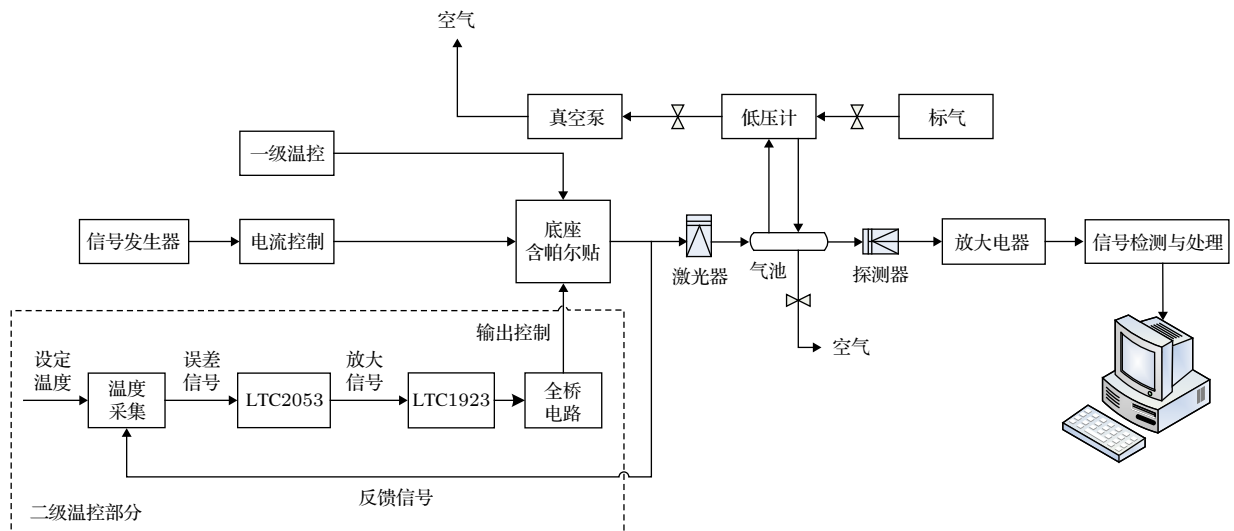 空气
真空泵
低压计
标气
一级温控
信号发生器
电流控制
底座
含帕尔贴
激光器
气池
探测器
放大电器
信号检测与处理
空气
输出控制
设定
温度
温度
采集
误差
信号
LTC2053
放大
信号
LTC1923
全桥
电路
反馈信号
二级温控部分